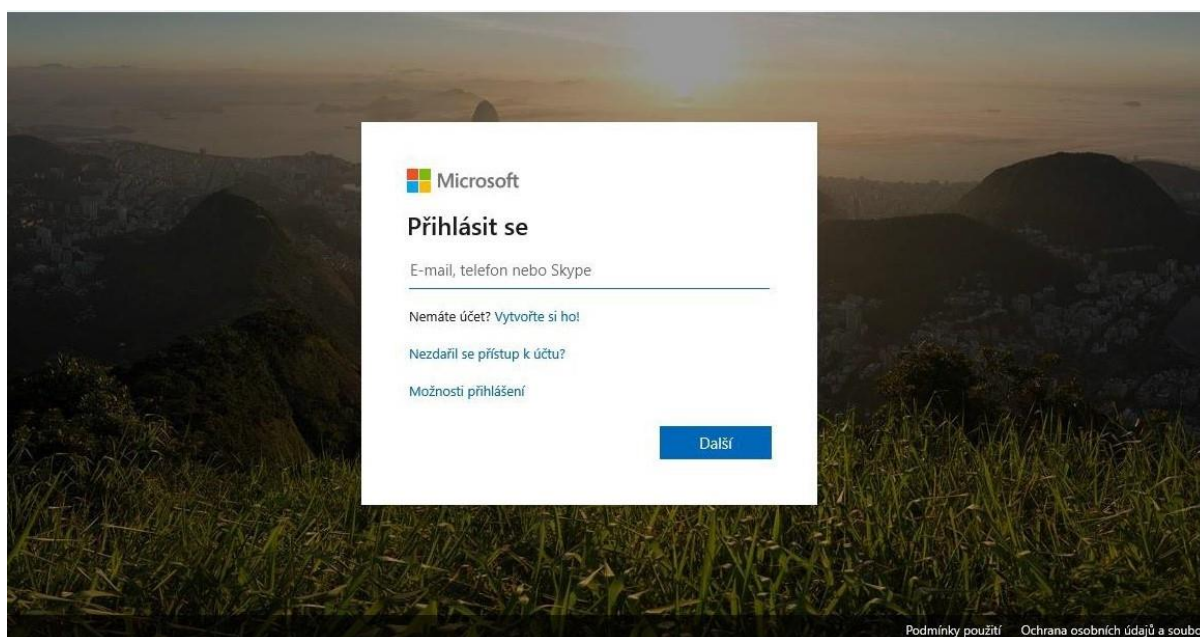 Microsoft
Přihlásit se
E-mail, telefon nebo Skype
Nemáte účet? Vytvořte si ho!
Nezdařil se přístup k účtu?
Možnosti přihlášení
Další
Podmínky použití Ochrana osobních údajů a